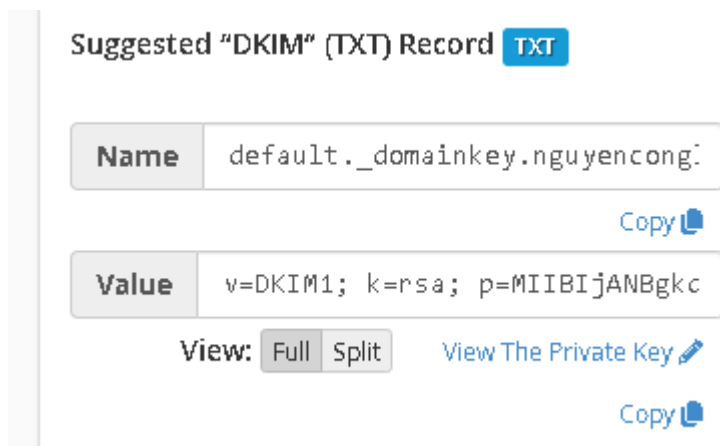 Suggested “DKIM” (TXT) Record TXT
Name default._domainkey.nguyencong
Copy
Value v=DKIM1; k=rsa; p=MIIBIjANBgkc
View: Full Split View The Private Key
Copy